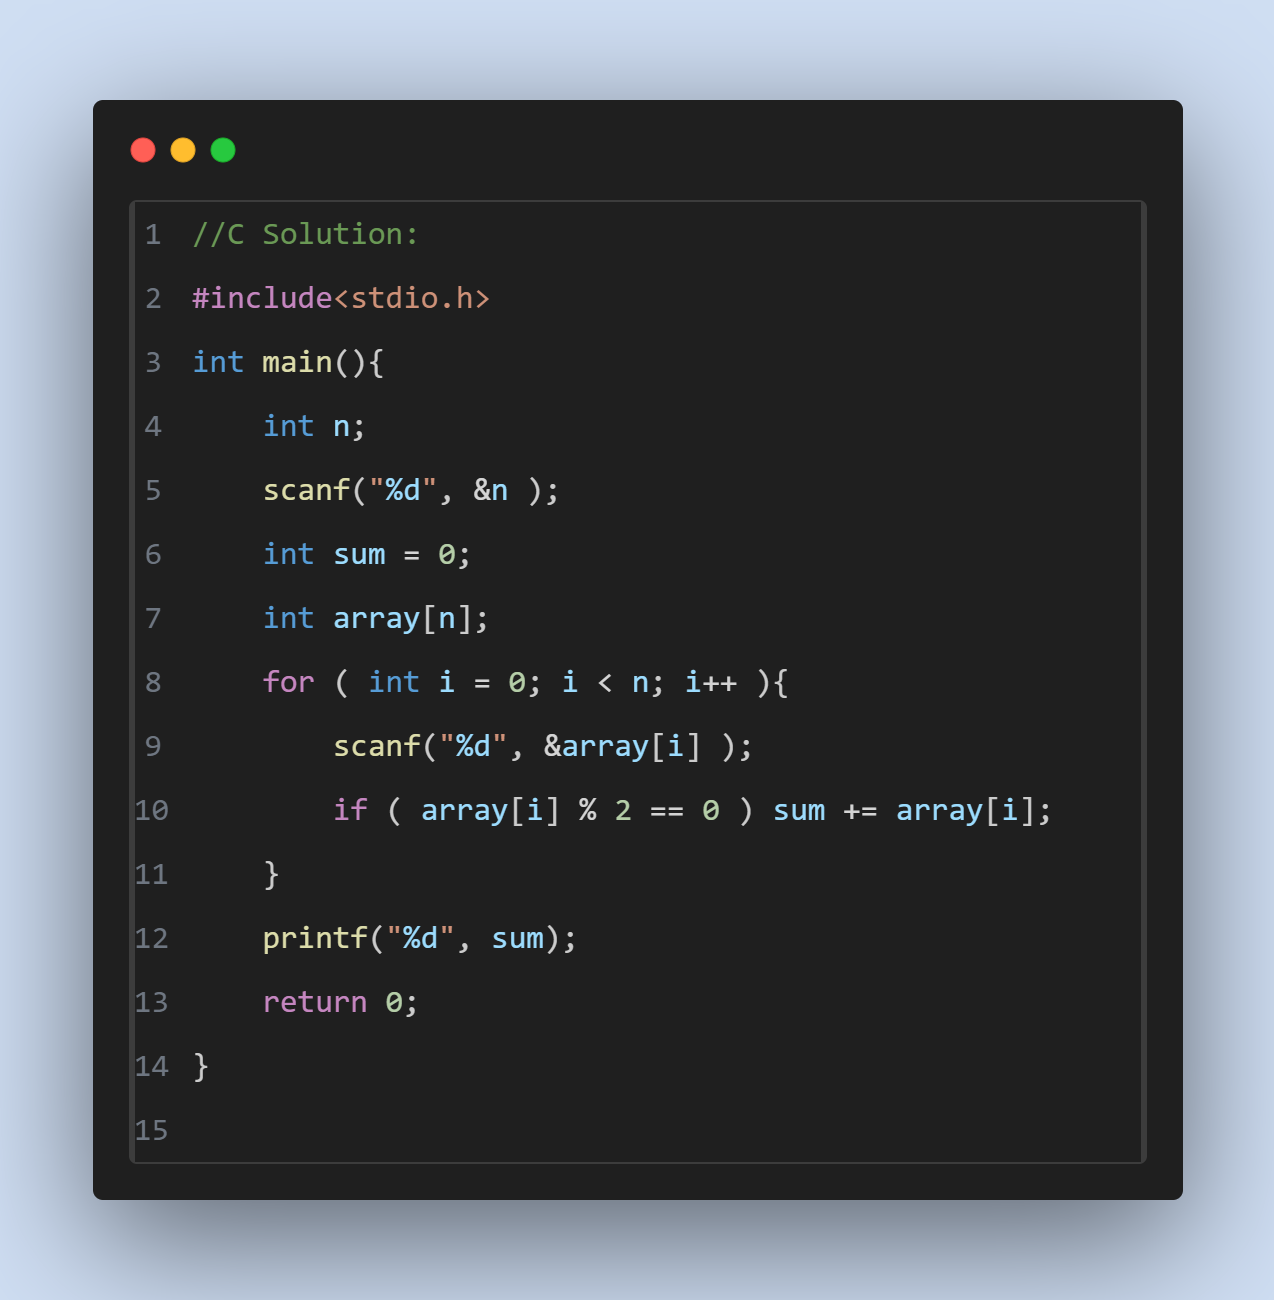 1 //C Solution:
2 #include<stdio.h>
3 int main(){
4     int n;
5     scanf("%d", &n );
6     int sum = 0;
7     int array[n];
8     for ( int i = 0; i < n; i++ ){
9         scanf("%d", &array[i] );
10         if ( array[i] % 2 == 0 ) sum += array[i];
11     }
12     printf("%d", sum);
13     return 0;
14 }
15